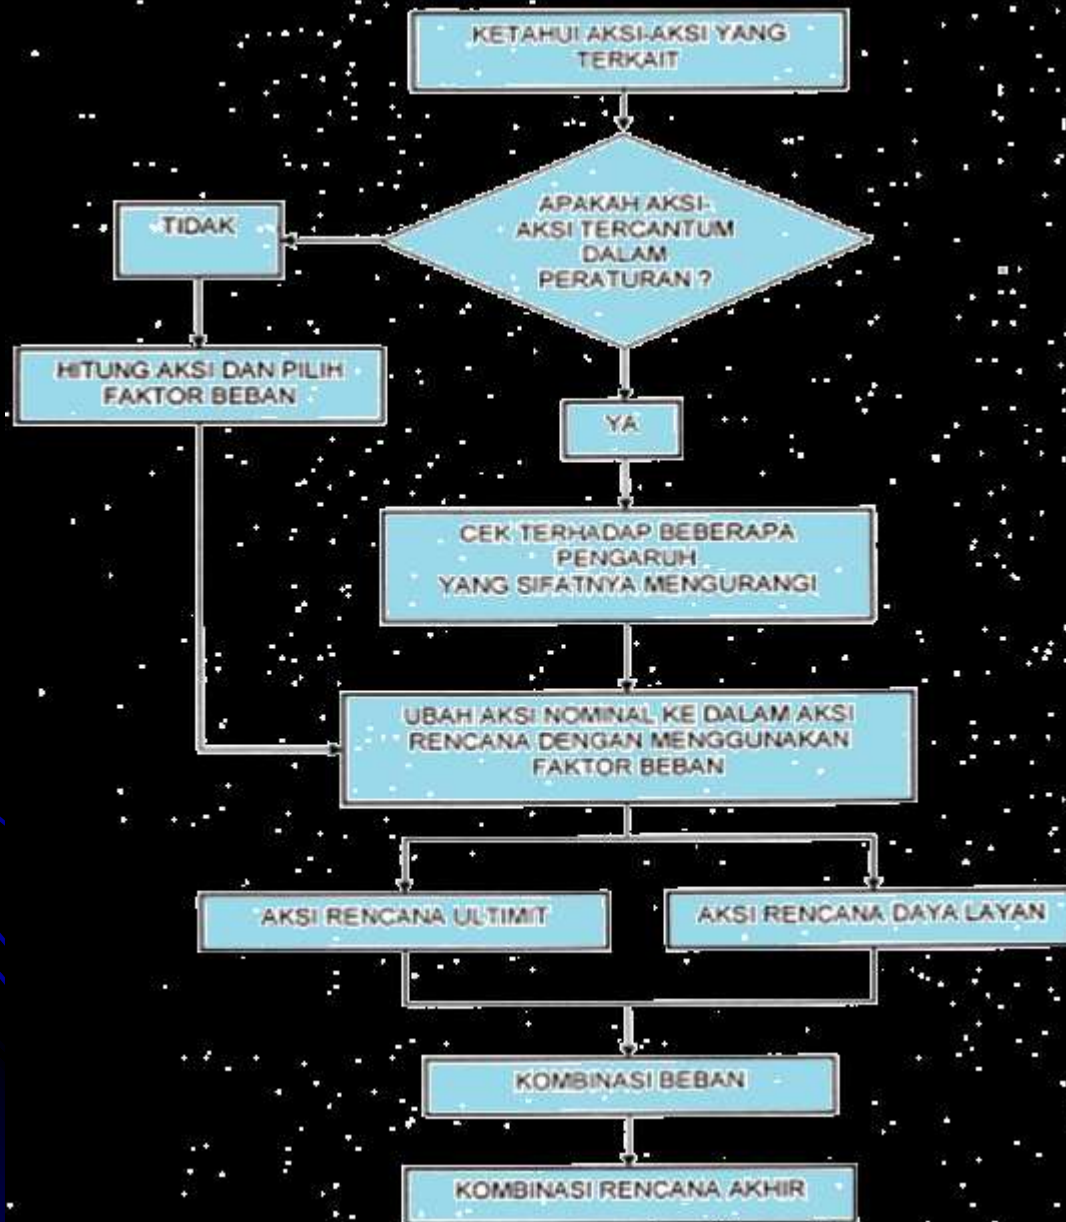 KETAHUI AKSI-AKSI YANG
TERKAIT
APAKAH AKSI-
AKSI TERCANTUM
DALAM
PERATURAN ?
TIDAK
HITUNG AKSI DAN PILIH
FAKTOR BEBAN
YA
CEK TERHADAP BEBERAPA
PENGARUH
YANG SIFATNYA MENGURANGI
UBAH AKSI NOMINAL KE DALAM AKSI
RENCANA DENGAN MENGGUNAKAN
FAKTOR BEBAN
AKSI RENCANA ULTIMIT
AKSI RENCANA DAYA LAYAN
KOMBINASI BEBAN
KOMBINASI RENCANA AKHIR